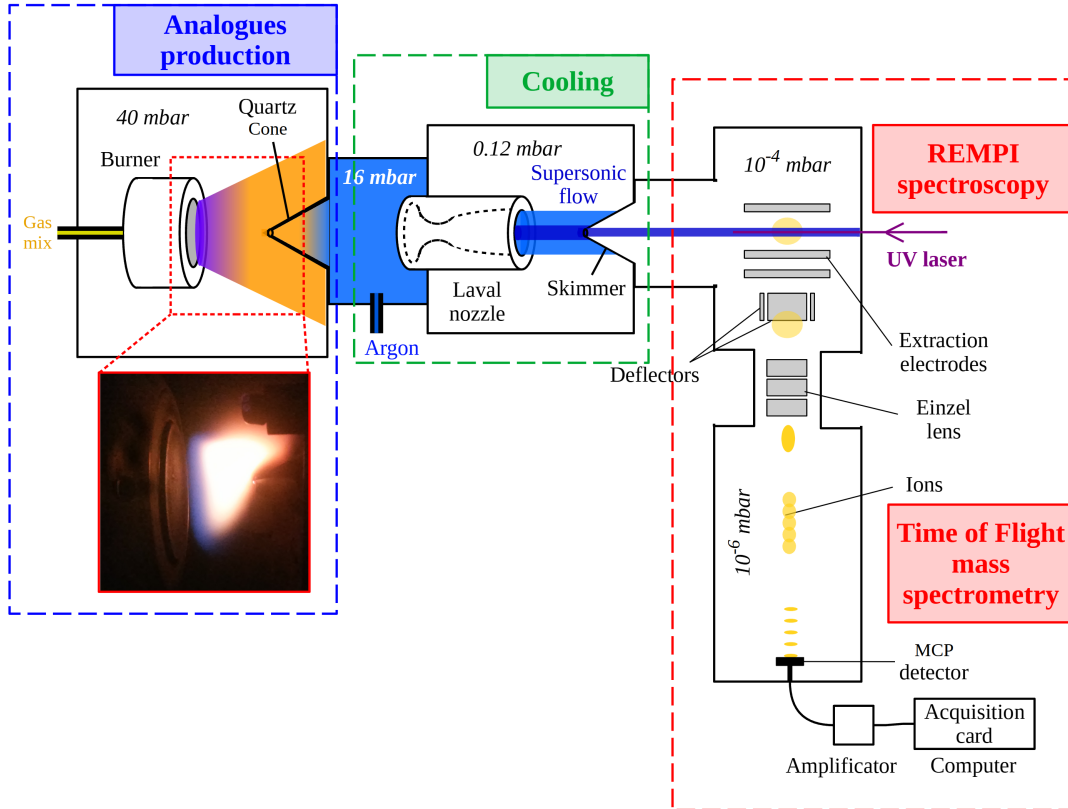 Analogues
production
40 mbar
Quartz
Cone
Burner
Gas
mix
Cooling
16 mbar
0.12 mbar
Supersonic
flow
Laval
nozzle
Skimmer
Argon
REMPI
spectroscopy
10-4 mbar
UV laser
Extraction
electrodes
Deflectors
Einzel
lens
Ions
10-6 mbar
Time of Flight
mass
spectrometry
MCP
detector
Acquisition
card
Amplificator
Computer